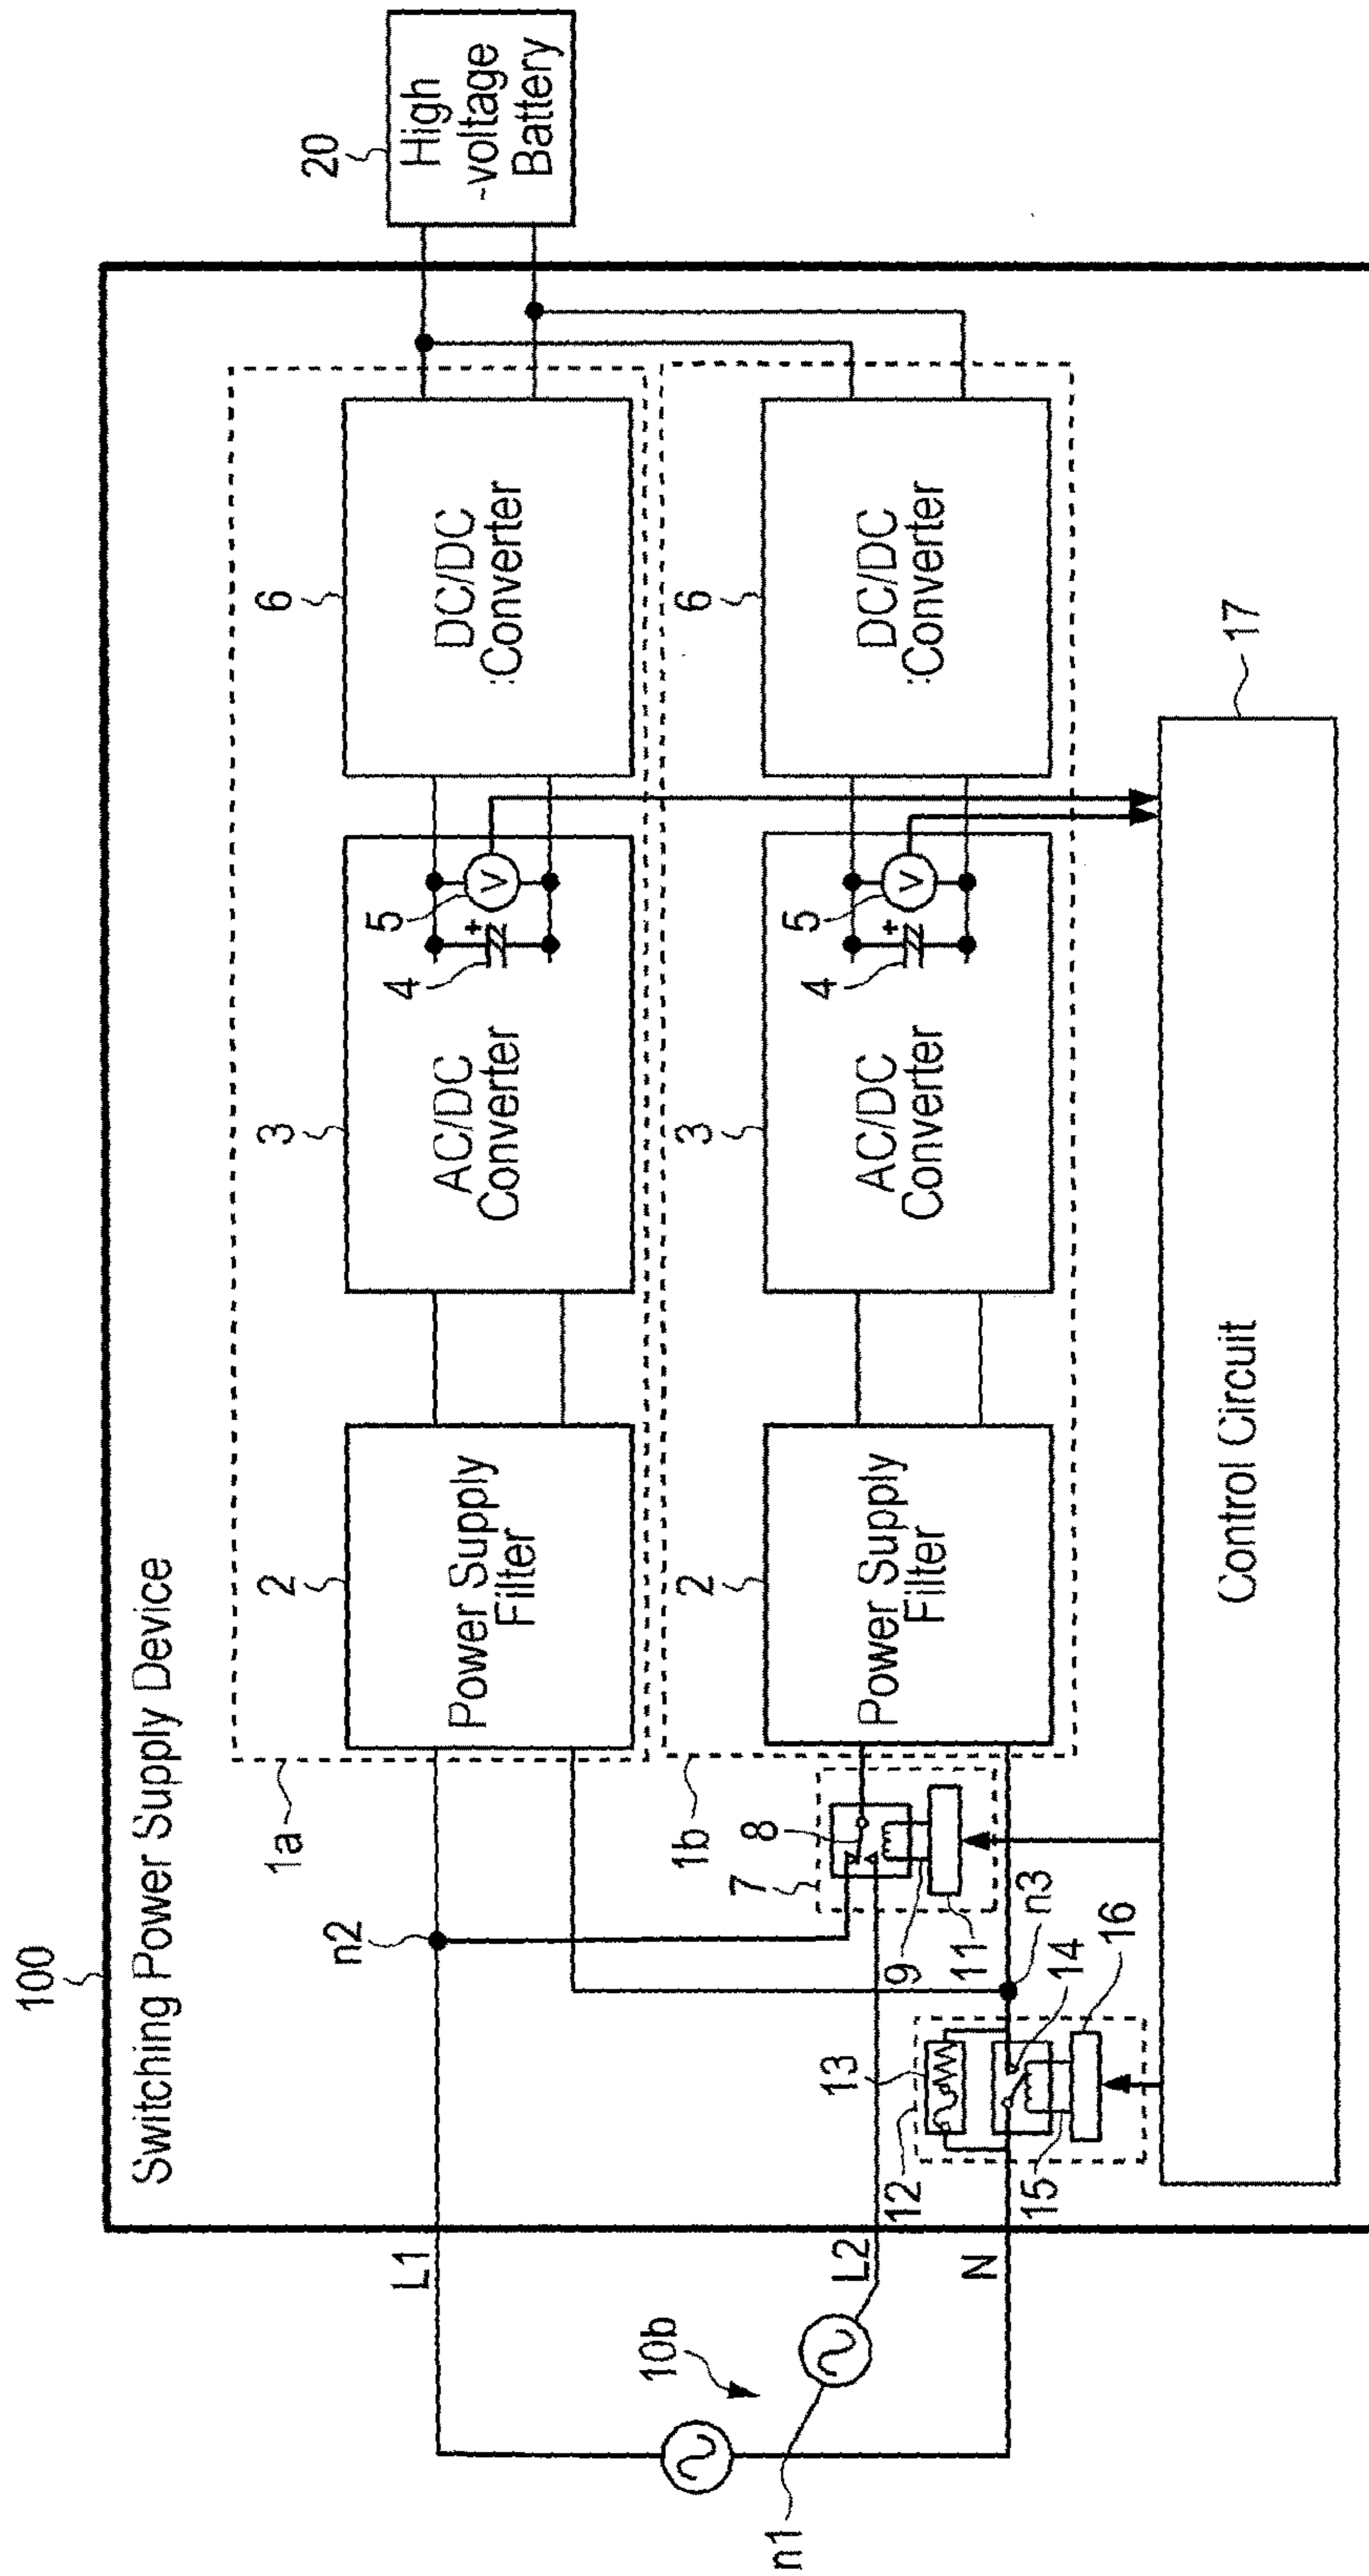 100
Switching Power Supply Device
20
High
-voltage
Battery
1a
2
Power Supply
Filter
3
AC/DC
Converter
4
+
5
V
6
DC/DC
Converter
L1
n2
10b
n1
L2
N
1b
7
8
9
11
2
Power Supply
Filter
3
AC/DC
Converter
4
+
5
V
6
DC/DC
Converter
12
13
15
n3
14
16
17
Control Circuit